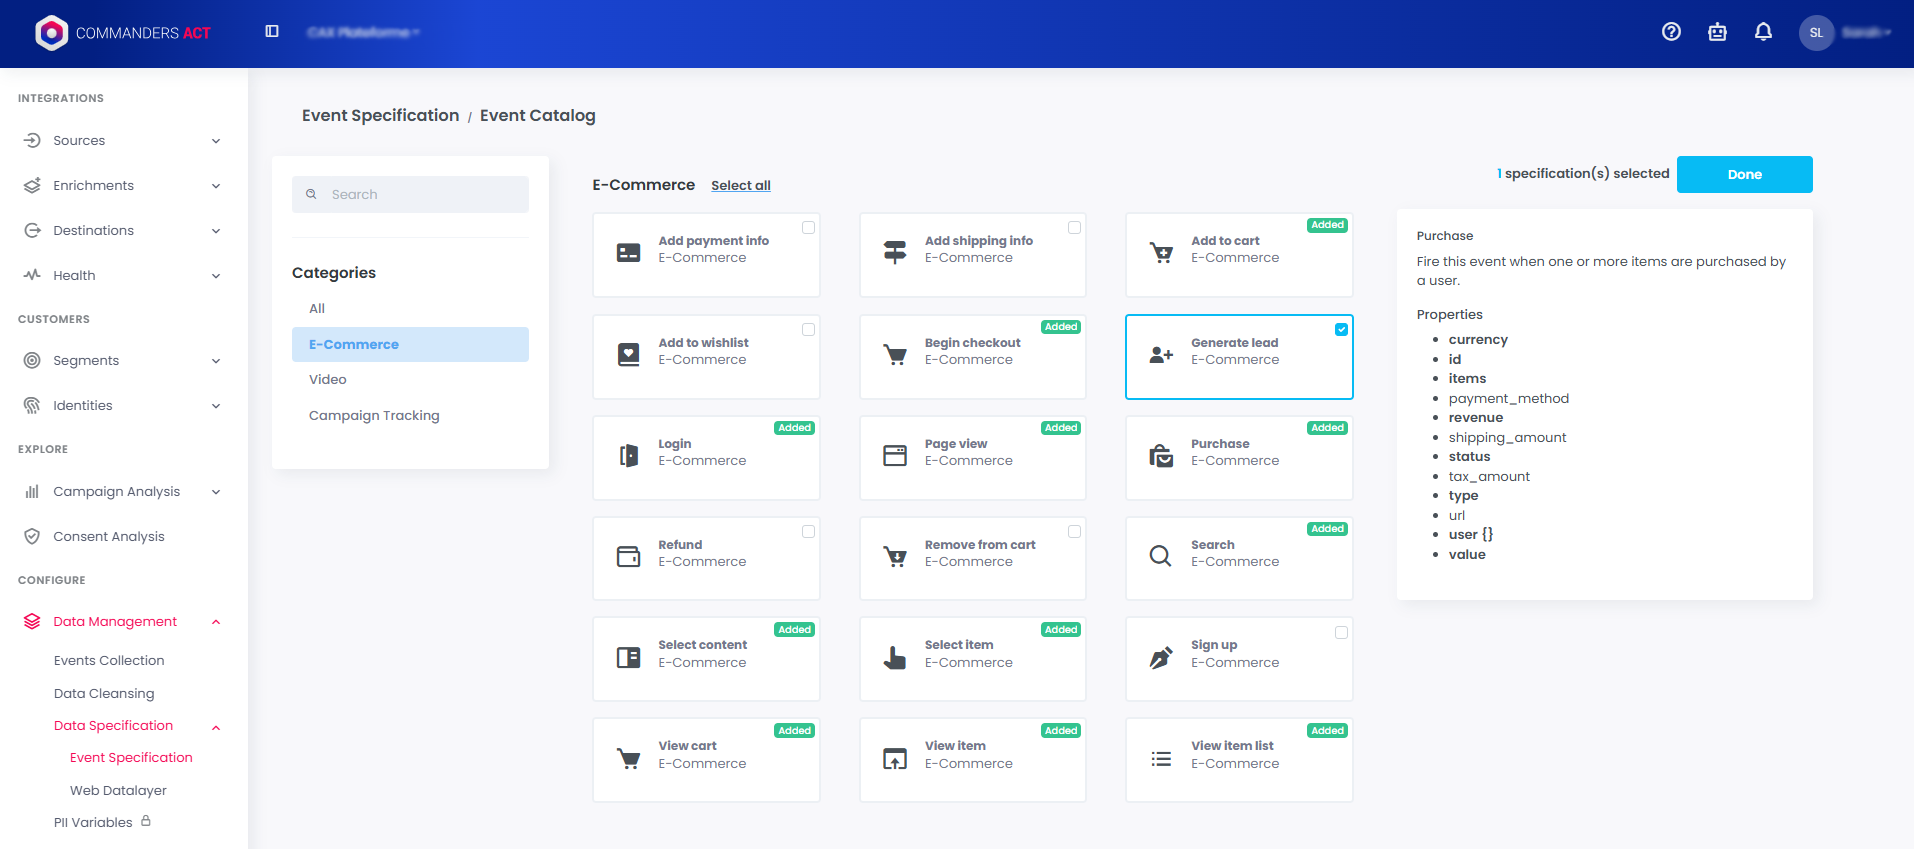 COMMANDERS ACT
CAX Plateforme
SL
Sarah
INTEGRATIONS
Sources
Enrichments
Destinations
Health
CUSTOMERS
Segments
Identities
EXPLORE
Campaign Analysis
Consent Analysis
CONFIGURE
Data Management
Events Collection
Data Cleansing
Data Specification
Event Specification
Web Datalayer
PII Variables
Event Specification / Event Catalog
Search
Categories
All
E-Commerce
Video
Campaign Tracking
E-Commerce Select all
Add payment info
E-Commerce
Add shipping info
E-Commerce
Added
Add to cart
E-Commerce
Add to wishlist
E-Commerce
Added
Begin checkout
E-Commerce
Generate lead
E-Commerce
Added
Login
E-Commerce
Added
Page view
E-Commerce
Added
Purchase
E-Commerce
Refund
E-Commerce
Remove from cart
E-Commerce
Added
Search
E-Commerce
Added
Select content
E-Commerce
Added
Select item
E-Commerce
Sign up
E-Commerce
Added
View cart
E-Commerce
Added
View item
E-Commerce
Added
View item list
E-Commerce
1 specification(s) selected
Done
Purchase
Fire this event when one or more items are purchased by
a user.
Properties
currency
id
items
payment_method
revenue
shipping_amount
status
tax_amount
type
url
user {}
value